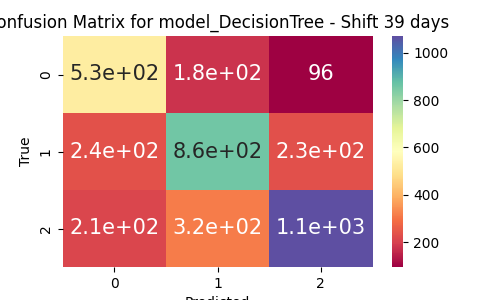 onfusion Matrix for model_DecisionTree - Shift 39 days
0 5.3e+02 1.8e+02 96 1000
True 1 2.4e+02 8.6e+02 2.3e+02 800
600
2 2.1e+02 3.2e+02 1.1e+03 400
200
0 1 2
Predicted